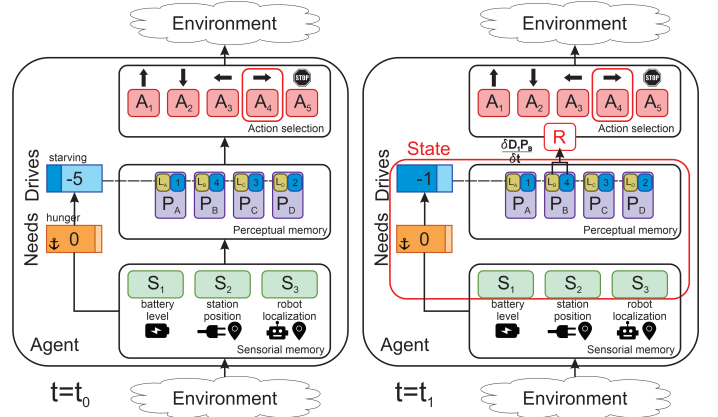 Environment
A1 A2 A3 A4 A5
STOP
Action selection
Drives
starving
-5
LA 1 LB 4 LC 3 LD 2
PA PB PC PD
Perceptual memory
Needs
hunger
0
S1 S2 S3
battery level
station position
robot localization
Sensorial memory
Agent
t=t0
Environment
Environment
A1 A2 A3 A4 A5
STOP
Action selection
R
δD1PB
δt
State
Drives
-1
LA 1 LB 4 LC 3 LD 2
PA PB PC PD
Perceptual memory
Needs
0
S1 S2 S3
battery level
station position
robot localization
Sensorial memory
Agent
t=t1
Environment